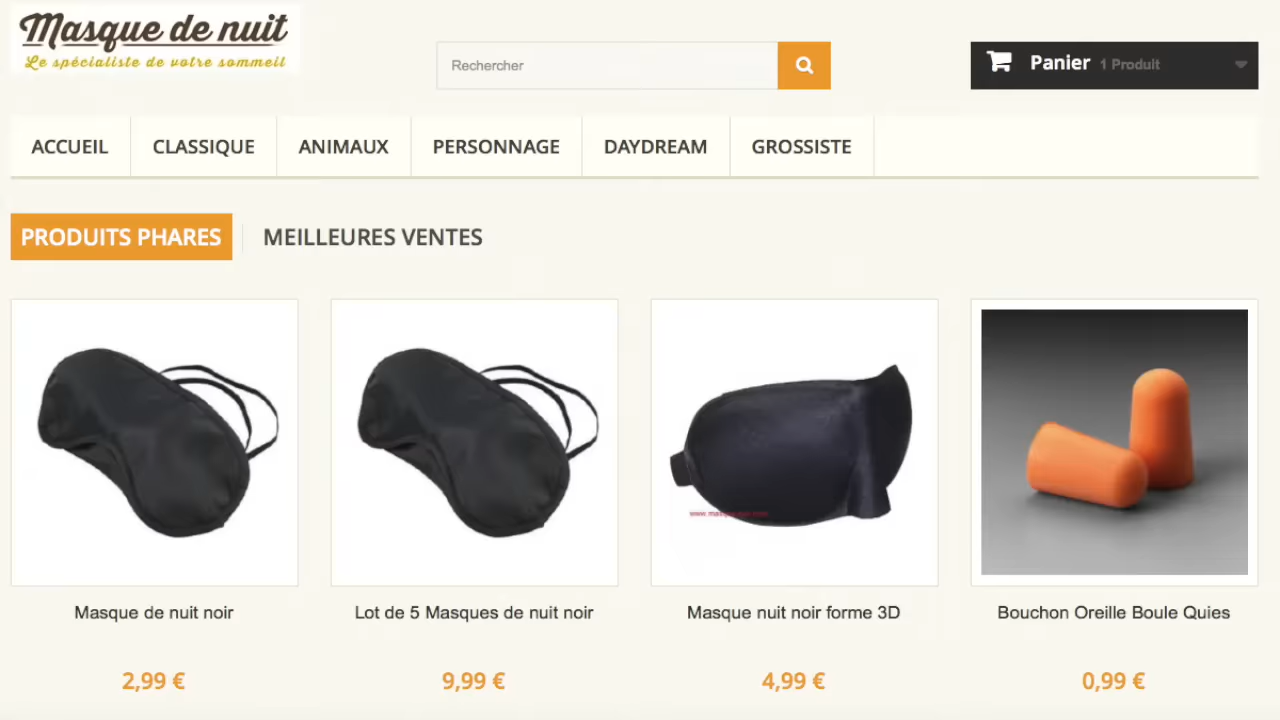 Masque de nuit
Le spécialiste de votre sommeil
Rechercher
Panier 1 Produit
ACCUEIL CLASSIQUE ANIMAUX PERSONNAGE DAYDREAM GROSSISTE
PRODUITS PHARES MEILLEURES VENTES
Masque de nuit noir
Lot de 5 Masques de nuit noir
Masque nuit noir forme 3D
Bouchon Oreille Boule Quies
2,99 €
9,99 €
4,99 €
0,99 €